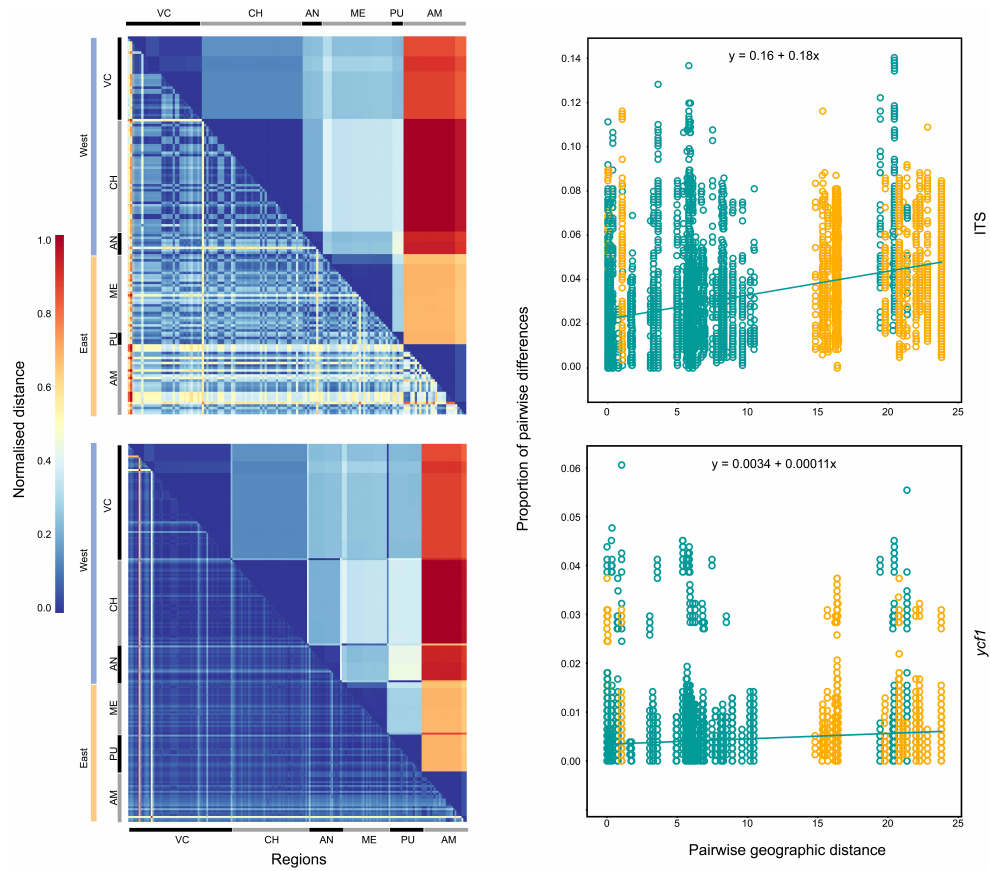 VC CH AN ME PU AM
VC
CH
AN
ME
PU
AM
West
East
Normalised distance
1.0
0.8
0.6
0.4
0.2
0.0
VC
CH
AN
ME
PU
AM
West
East
VC CH AN ME PU AM
Regions
Proportion of pairwise differences
y = 0.16 + 0.18x
0.14
0.12
0.10
0.08
0.06
0.04
0.02
0.00
0 5 10 15 20 25
ITS
y = 0.0034 + 0.00011x
0.06
0.05
0.04
0.03
0.02
0.01
0.00
0 5 10 15 20 25
ycf1
Pairwise geographic distance